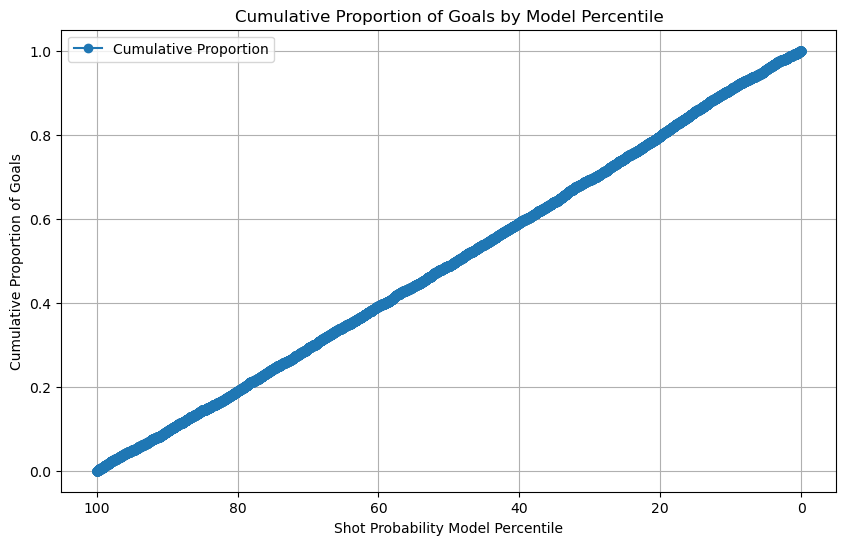 Cumulative Proportion of Goals by Model Percentile
Cumulative Proportion
1.0
0.8
0.6
0.4
0.2
0.0
Cumulative Proportion of Goals
100 80 60 40 20 0
Shot Probability Model Percentile